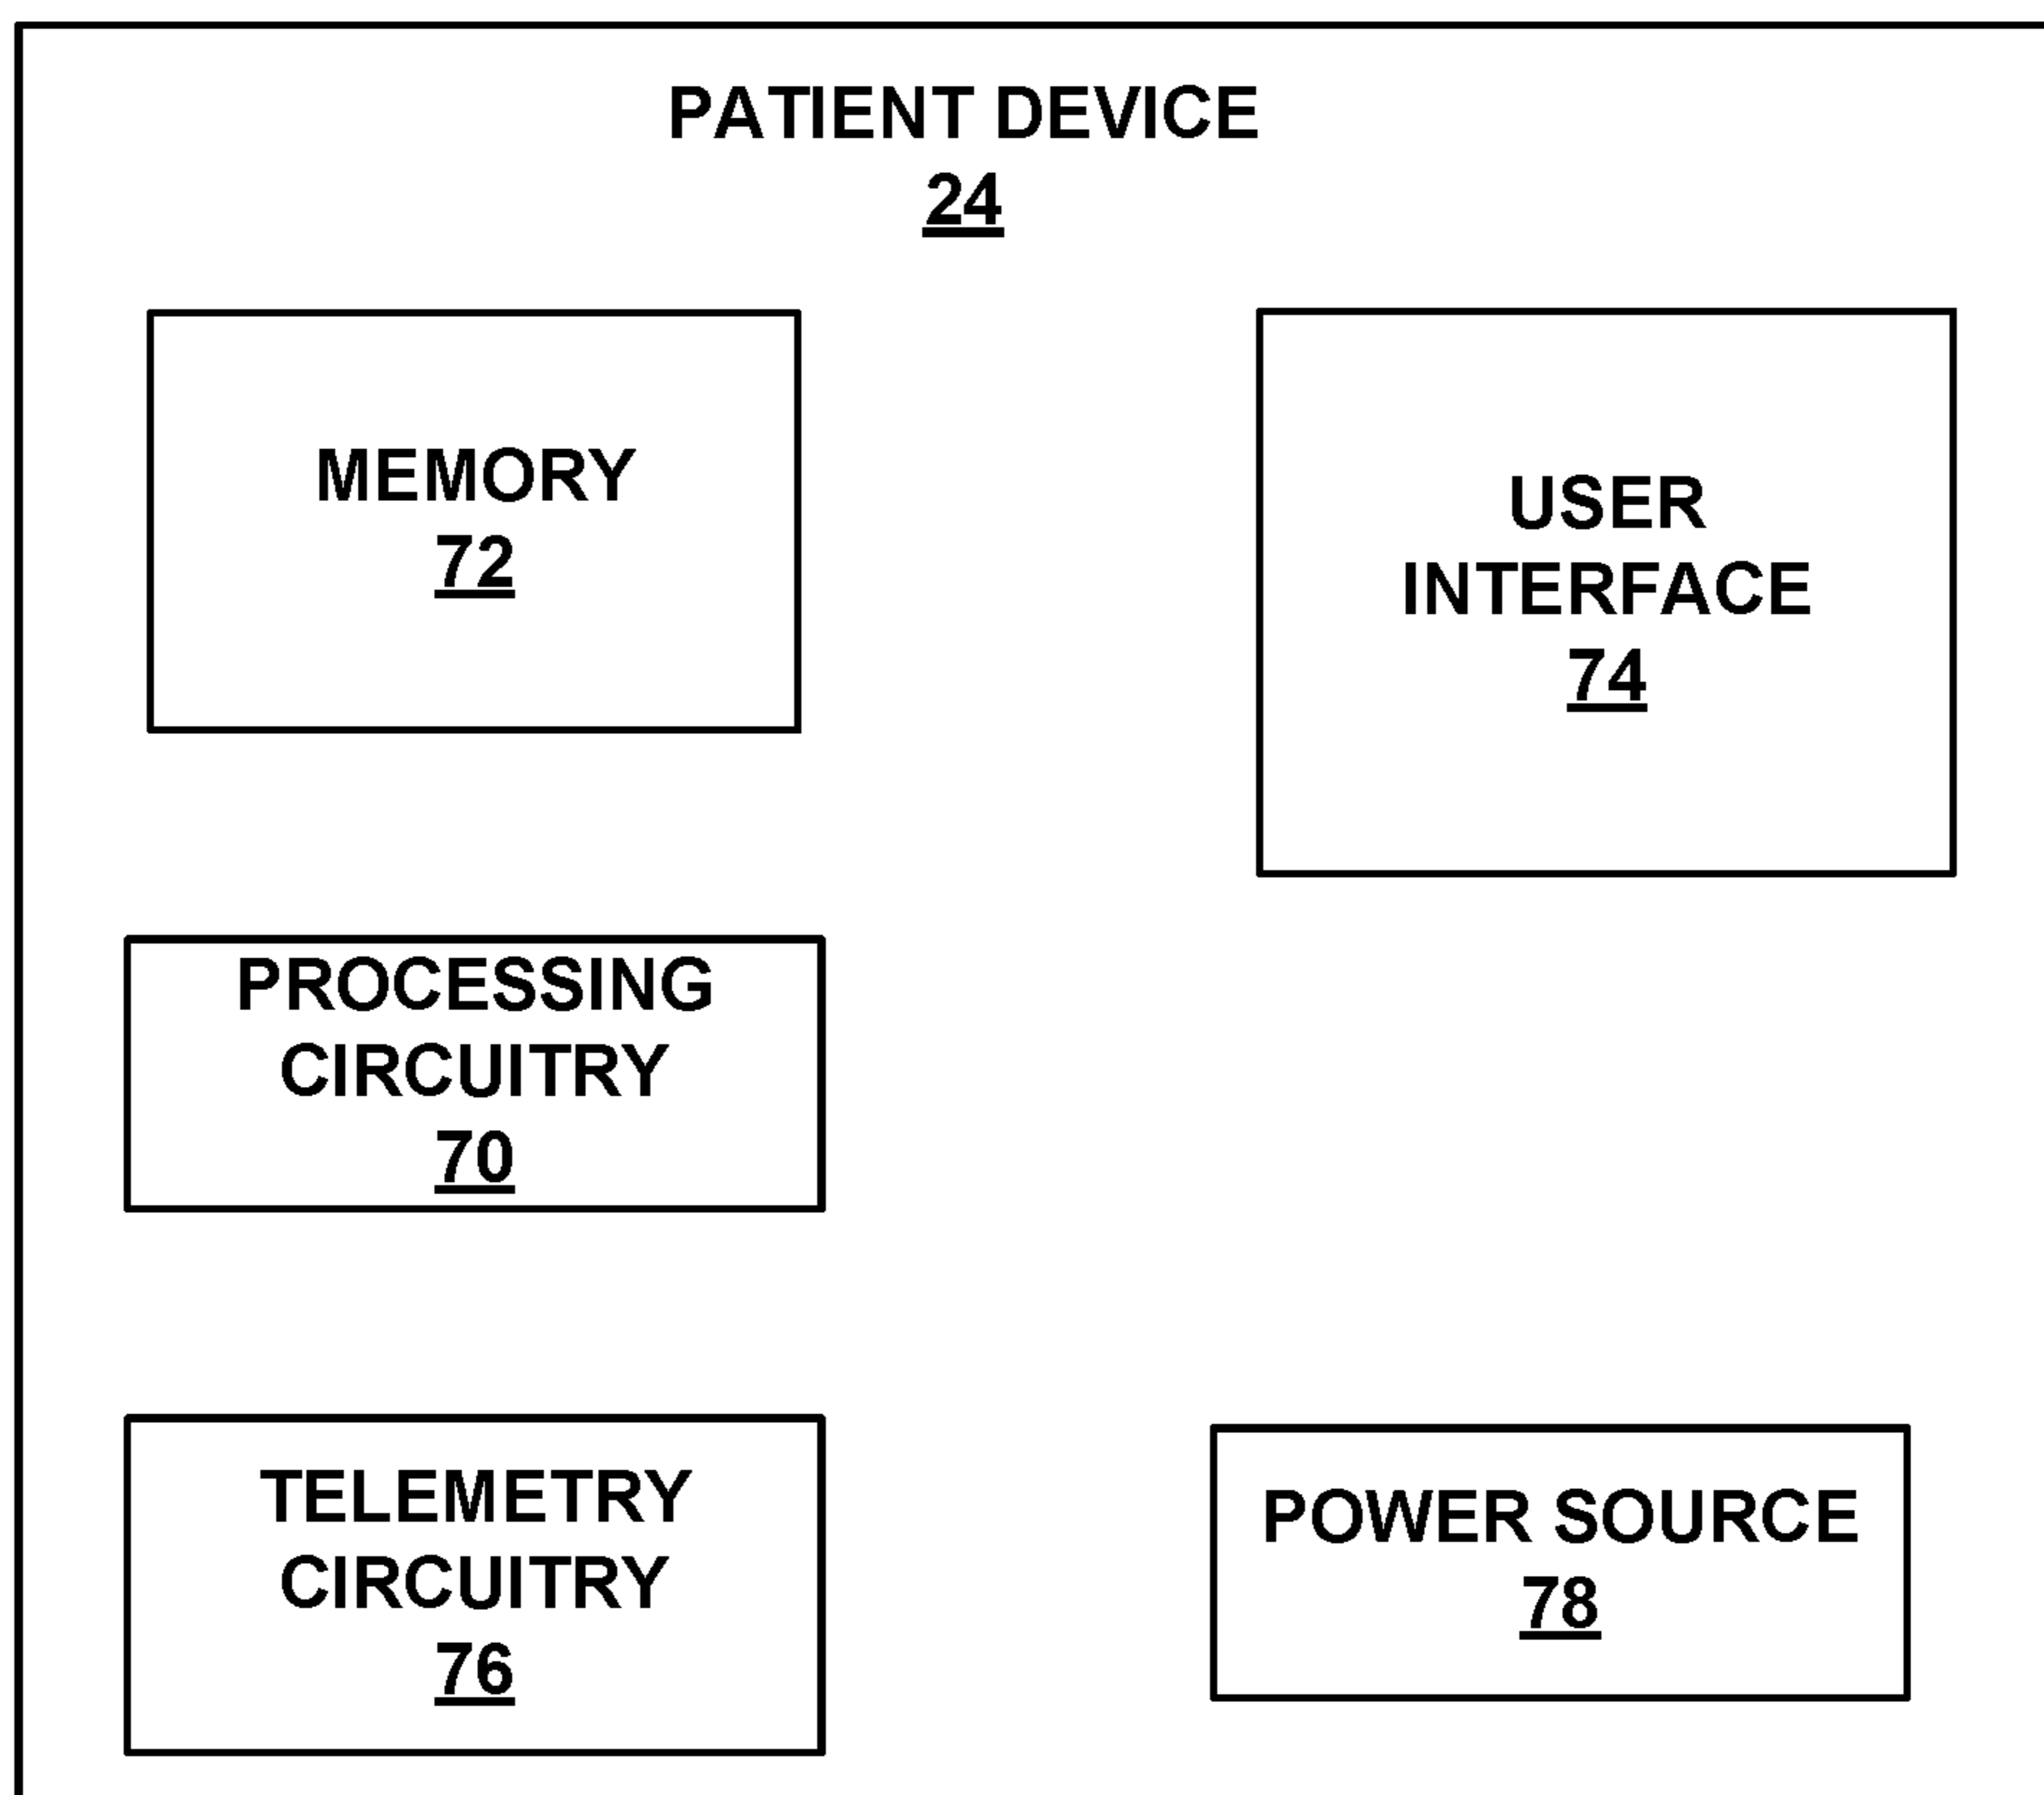 PATIENT DEVICE
24
MEMORY
72
USER
INTERFACE
74
PROCESSING
CIRCUITRY
70
TELEMETRY
CIRCUITRY
76
POWER SOURCE
78